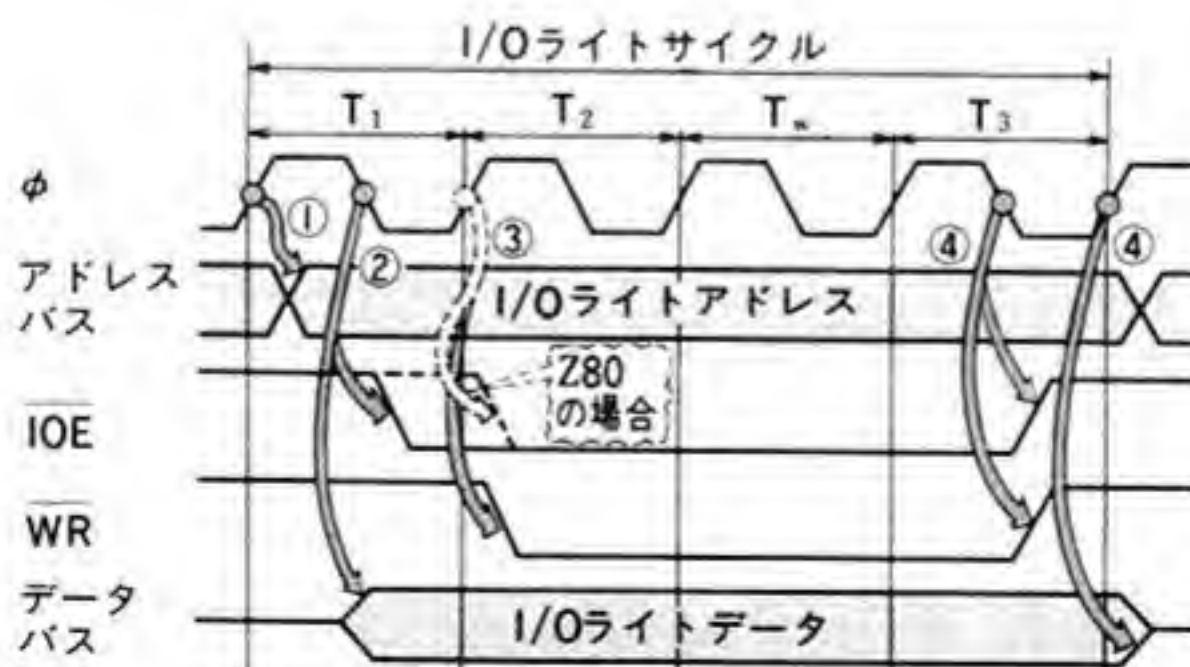 I/Oライトサイクル
T₁ T₂ Tw T₃
φ
① ② ③ ④ ④
アドレス
バス
I/Oライトアドレス
Z80
の場合
IOE
WR
データ
バス
I/Oライトデータ